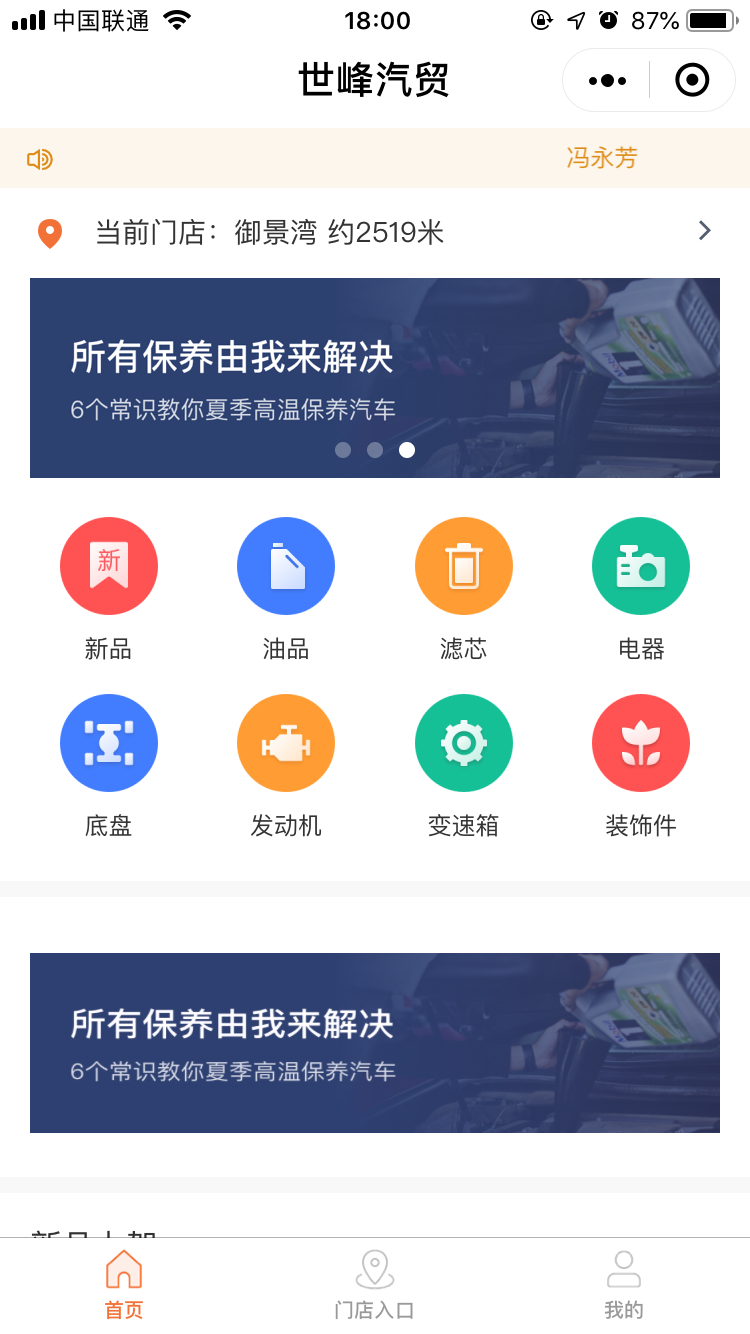 中国联通 18:00 87%
世峰汽贸
冯永芳
当前门店：御景湾 约2519米
所有保养由我来解决
6个常识教你夏季高温保养汽车
新
新品 油品 滤芯 电器
底盘 发动机 变速箱 装饰件
所有保养由我来解决
6个常识教你夏季高温保养汽车
首页 门店入口 我的